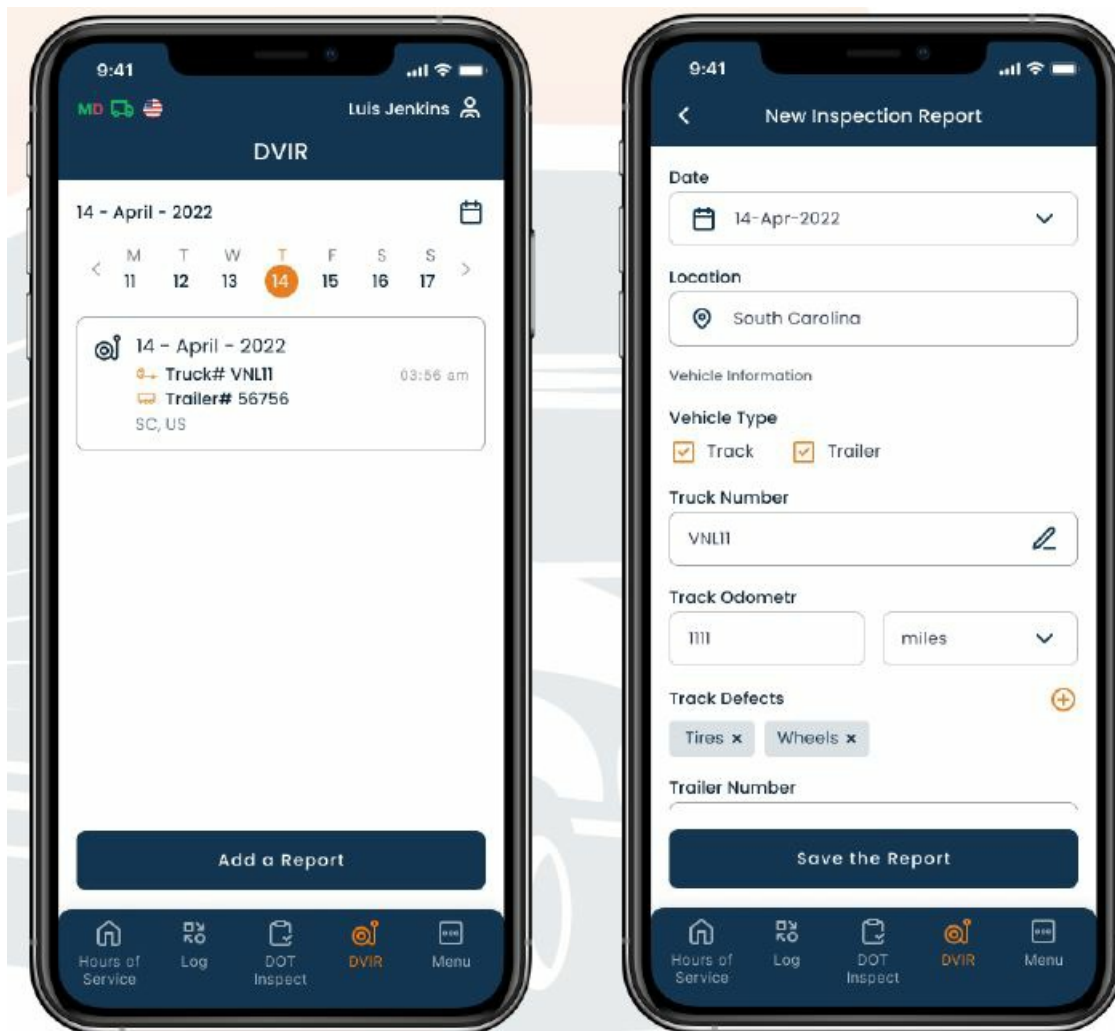 9:41
MD
Luis Jenkins
DVIR
14 - April - 2022
M T W T F S S
< 11 12 13 14 15 16 17 >
14 - April - 2022
Truck# VNL11
03:56 am
Trailer# 56756
SC, US
Add a Report
Hours of Service
Log
DOT Inspect
DVIR
Menu
9:41
New Inspection Report
Date
14-Apr-2022
Location
South Carolina
Vehicle Information
Vehicle Type
Track
Trailer
Truck Number
VNL11
Track Odometr
1111
miles
Track Defects
Tires ×
Wheels ×
Trailer Number
Save the Report
Hours of Service
Log
DOT Inspect
DVIR
Menu